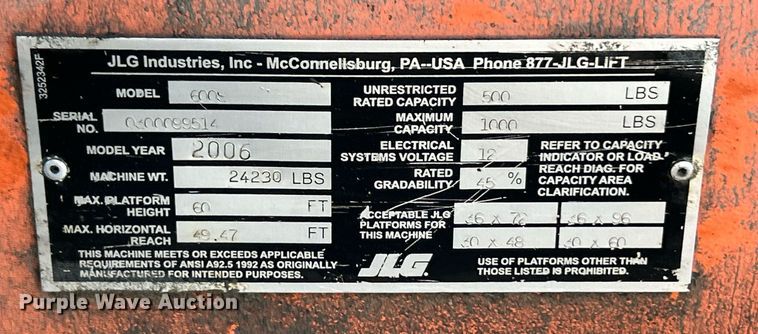 3252342F
JLG Industries, Inc - McConnellsburg, PA--USA Phone 877-JLG-LIFT
MODEL 600S
SERIAL NO. 0300099514
MODEL YEAR 2006
MACHINE WT. 24230 LBS
MAX. PLATFORM HEIGHT 60 FT
MAX. HORIZONTAL REACH 49.47 FT
THIS MACHINE MEETS OR EXCEEDS APPLICABLE
REQUIREMENTS OF ANSI A92.5 1992 AS ORIGINALLY
MANUFACTURED FOR INTENDED PURPOSES.
UNRESTRICTED
RATED CAPACITY 500 LBS
MAXIMUM
CAPACITY 1000 LBS
ELECTRICAL
SYSTEMS VOLTAGE 12
RATED
GRADABILITY 45 %
REFER TO CAPACITY
INDICATOR OR LOAD
REACH DIAG. FOR
CAPACITY AREA
CLARIFICATION.
ACCEPTABLE JLG
PLATFORMS FOR
THIS MACHINE
36 x 72 36 x 96
30 x 48 30 x 60
JLG.
USE OF PLATFORMS OTHER THAN
THOSE LISTED IS PROHIBITED.
Purple Wave Auction